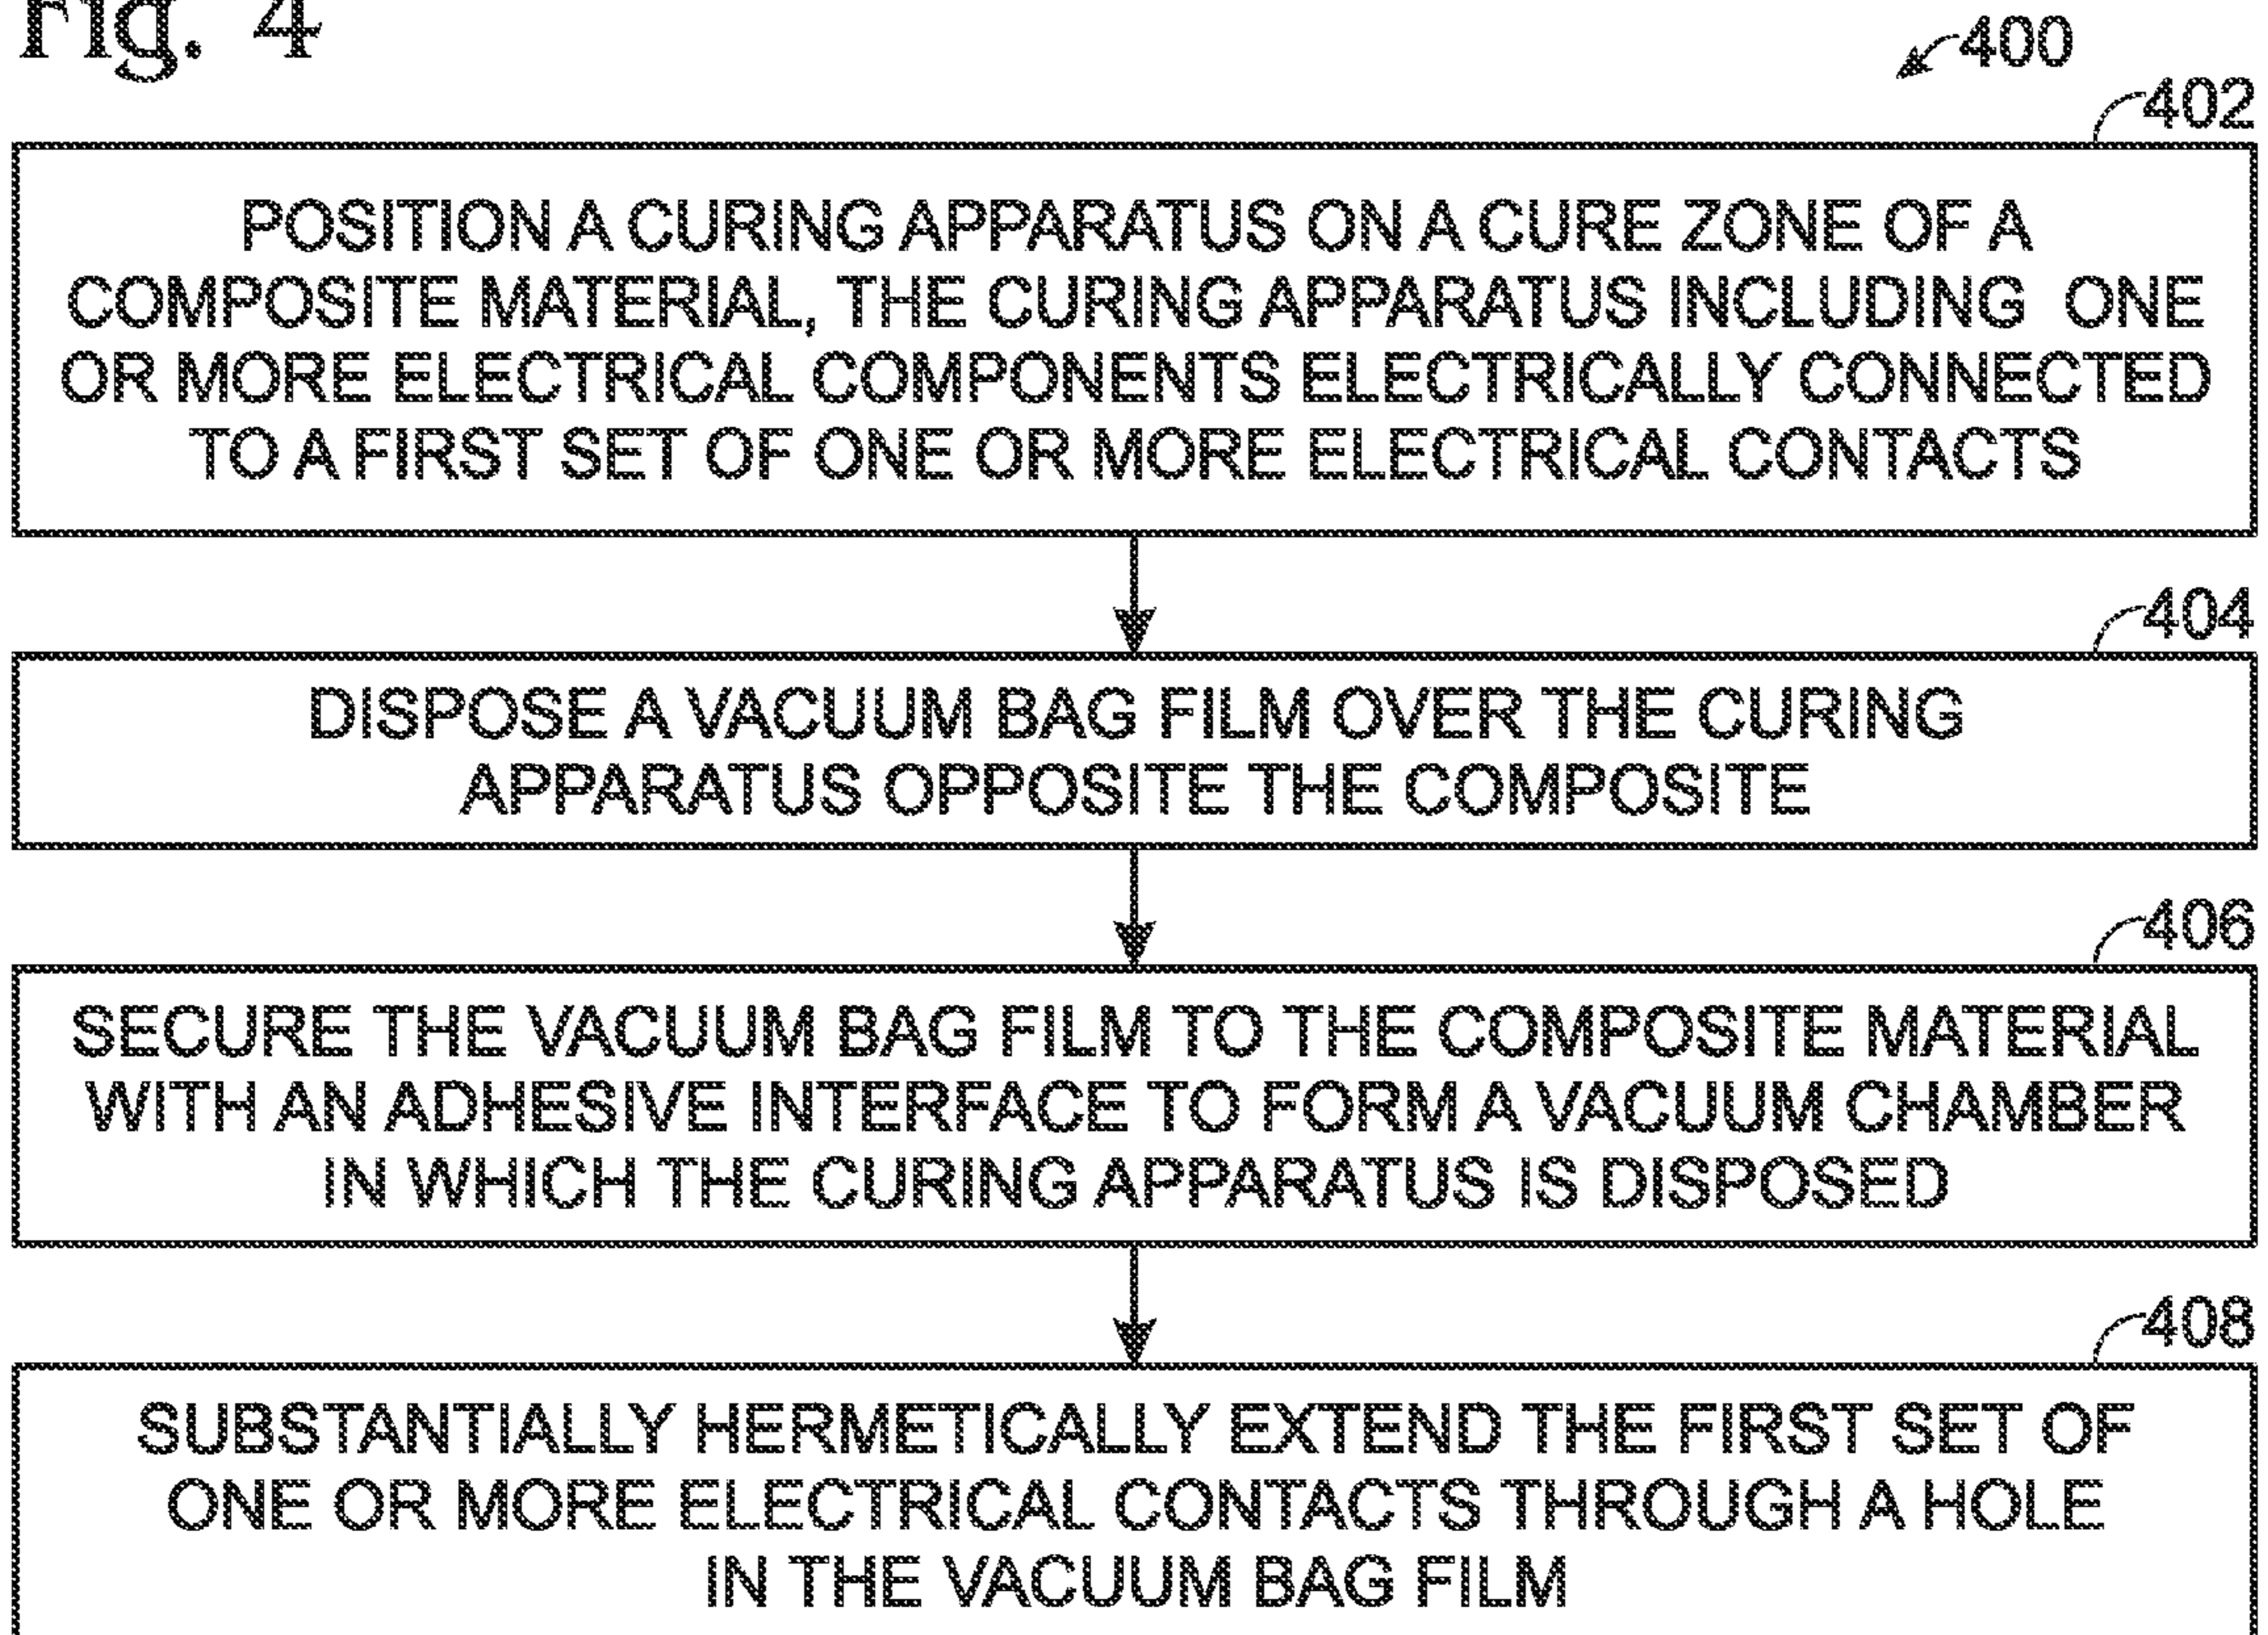 Fig. 4
400
402
POSITION A CURING APPARATUS ON A CURE ZONE OF A
COMPOSITE MATERIAL, THE CURING APPARATUS INCLUDING ONE
OR MORE ELECTRICAL COMPONENTS ELECTRICALLY CONNECTED
TO A FIRST SET OF ONE OR MORE ELECTRICAL CONTACTS
404
DISPOSE A VACUUM BAG FILM OVER THE CURING
APPARATUS OPPOSITE THE COMPOSITE
406
SECURE THE VACUUM BAG FILM TO THE COMPOSITE MATERIAL
WITH AN ADHESIVE INTERFACE TO FORM A VACUUM CHAMBER
IN WHICH THE CURING APPARATUS IS DISPOSED
408
SUBSTANTIALLY HERMETICALLY EXTEND THE FIRST SET OF
ONE OR MORE ELECTRICAL CONTACTS THROUGH A HOLE
IN THE VACUUM BAG FILM